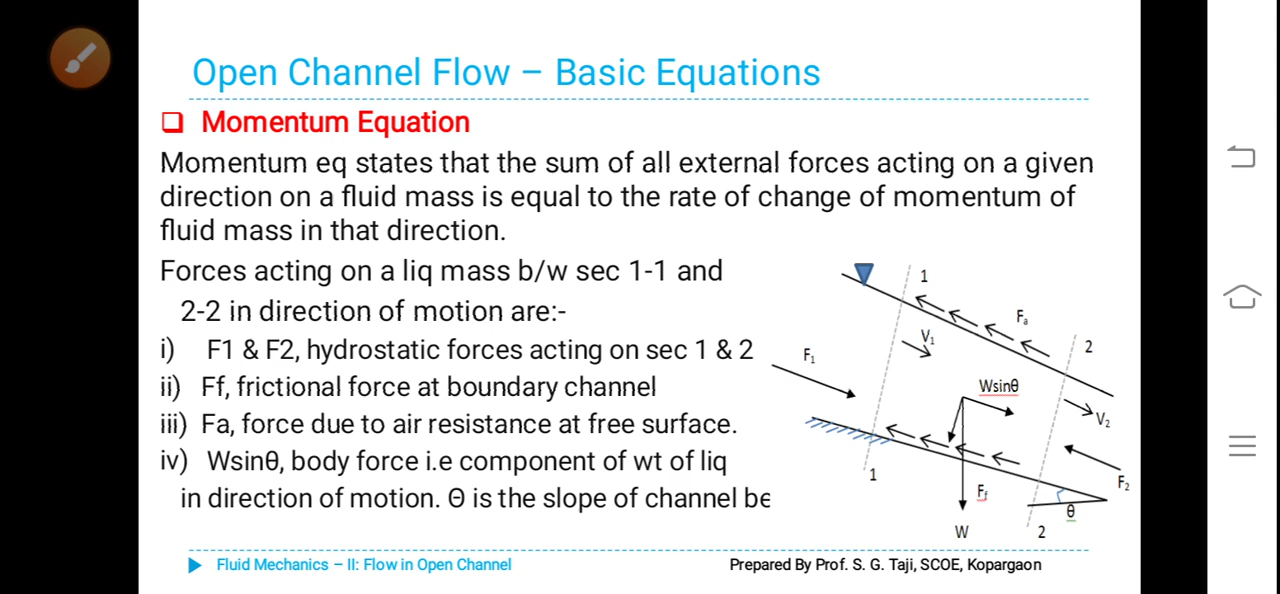 Open Channel Flow – Basic Equations
❑ Momentum Equation
Momentum eq states that the sum of all external forces acting on a given
direction on a fluid mass is equal to the rate of change of momentum of
fluid mass in that direction.
Forces acting on a liq mass b/w sec 1-1 and
2-2 in direction of motion are:-
i) F1 & F2, hydrostatic forces acting on sec 1 & 2
ii) Ff, frictional force at boundary channel
iii) Fa, force due to air resistance at free surface.
iv) Wsinθ, body force i.e component of wt of liq
in direction of motion. Θ is the slope of channel be
1
Fa
V1
2
F1
Wsinθ
V2
1
Ff
F2
θ
W
2
Fluid Mechanics – II: Flow in Open Channel
Prepared By Prof. S. G. Taji, SCOE, Kopargaon